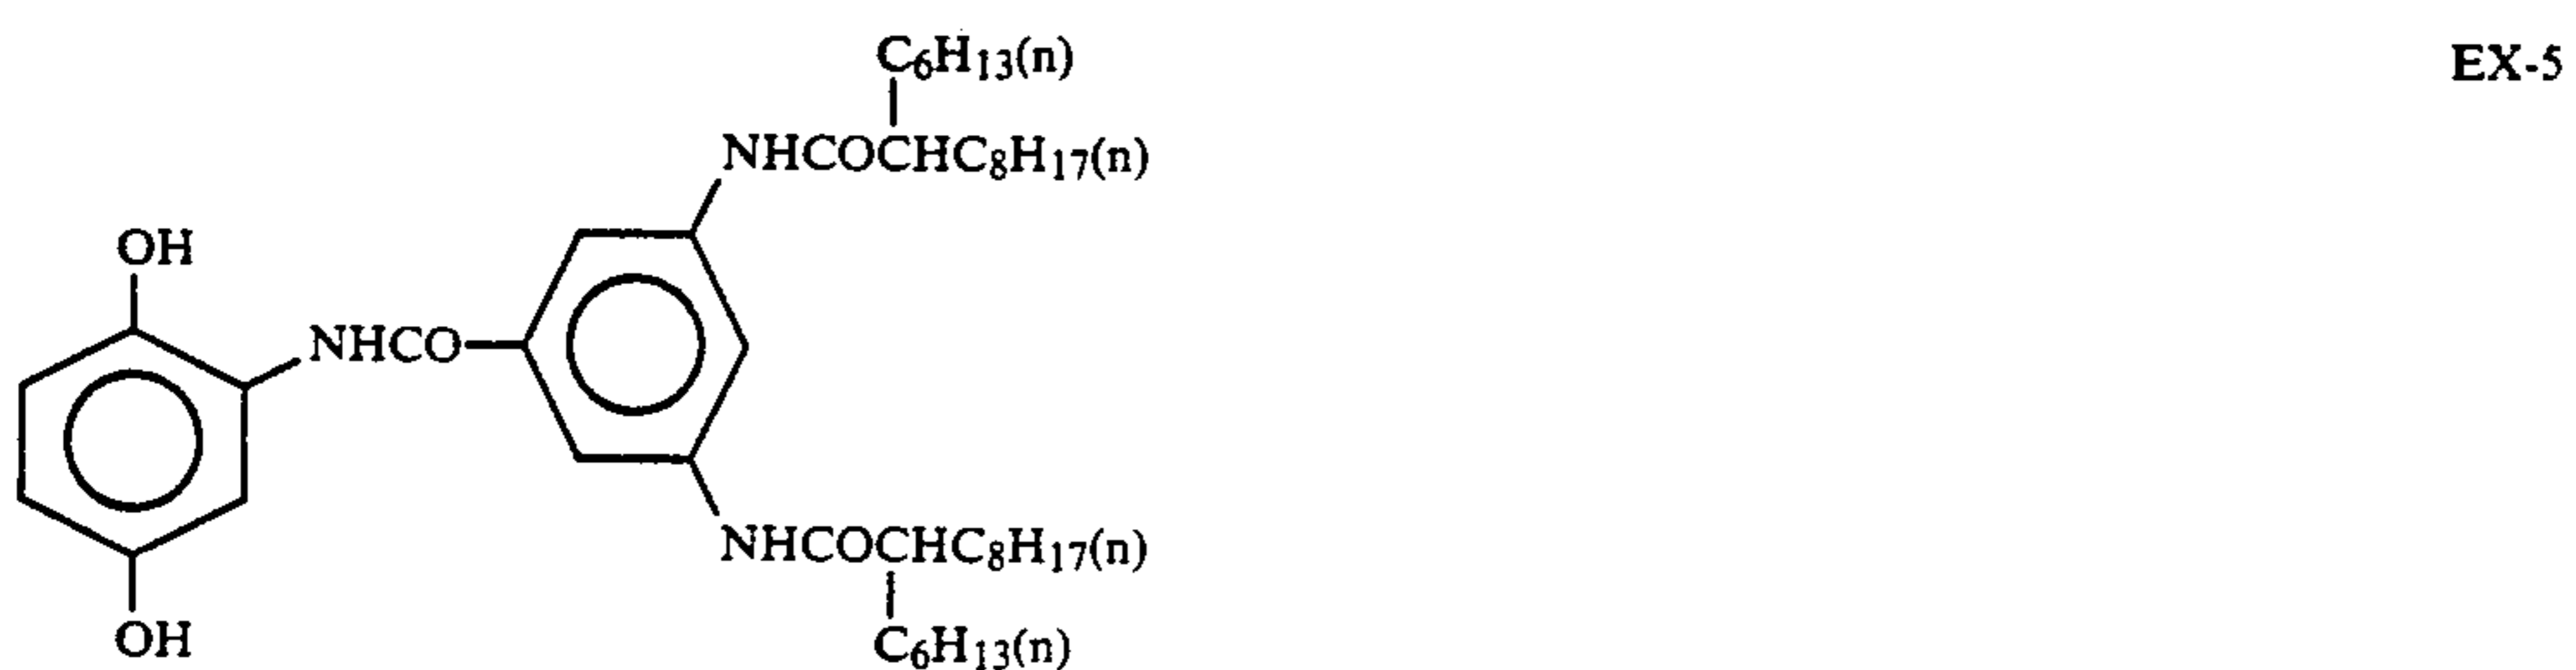 C6H13(n)
EX-5
NHCOCHC8H17(n)
OH
NHCO
NHCOCHC8H17(n)
OH
C6H13(n)